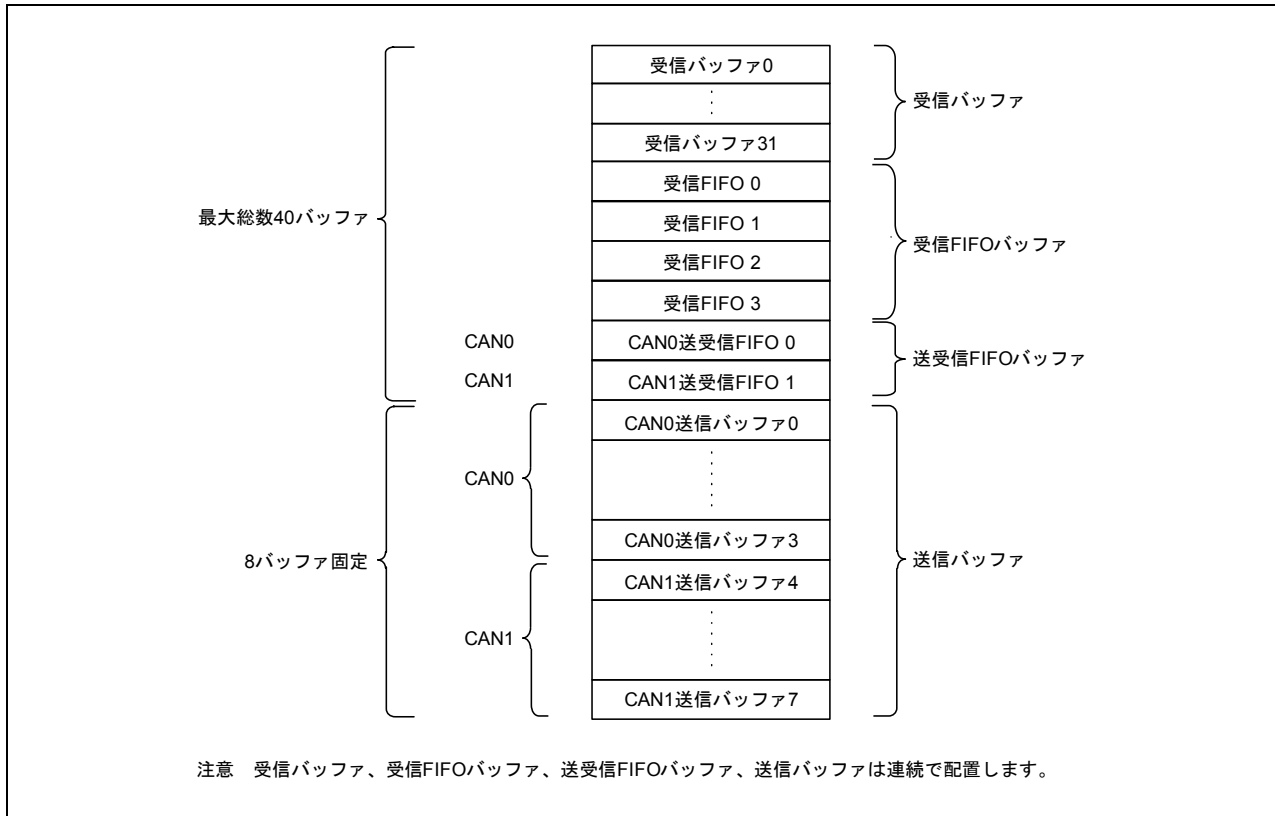 受信バッファ0
受信バッファ
受信バッファ31
受信FIFO 0
最大総数40バッファ
受信FIFO 1
受信FIFOバッファ
受信FIFO 2
受信FIFO 3
CAN0
CAN0送受信FIFO 0
送受信FIFOバッファ
CAN1
CAN1送受信FIFO 1
CAN0送信バッファ0
CAN0
CAN0送信バッファ3
8バッファ固定
送信バッファ
CAN1送信バッファ4
CAN1
CAN1送信バッファ7
注意 受信バッファ、受信FIFOバッファ、送受信FIFOバッファ、送信バッファは連続で配置します。